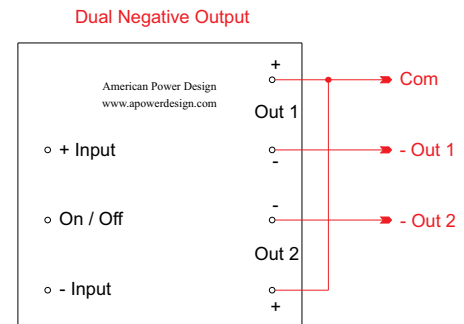 Dual Negative Output
American Power Design
www.apowerdesign.com
+
Com
Out 1
+ Input
-
- Out 1
On / Off
-
- Out 2
Out 2
- Input
+